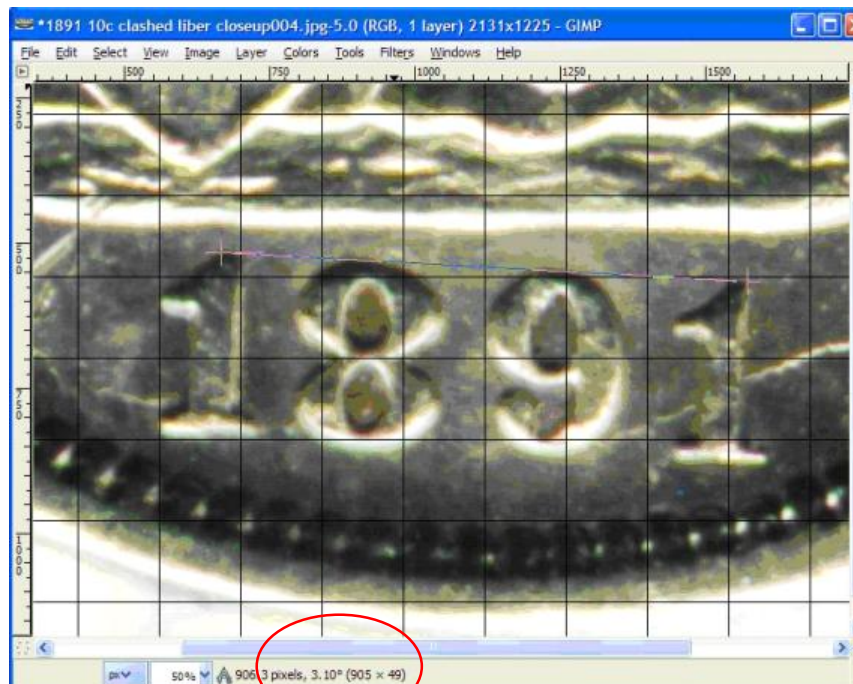 *1891 10c clashed liber closeup004.jpg-5.0 (RGB, 1 layer) 2131x1225 - GIMP
File Edit Select View Image Layer Colors Tools Filters Windows Help
500 750 1000 1250 1500
250
500
750
1000
1891
px 50% 906.3 pixels, 3.10° (905 × 49)